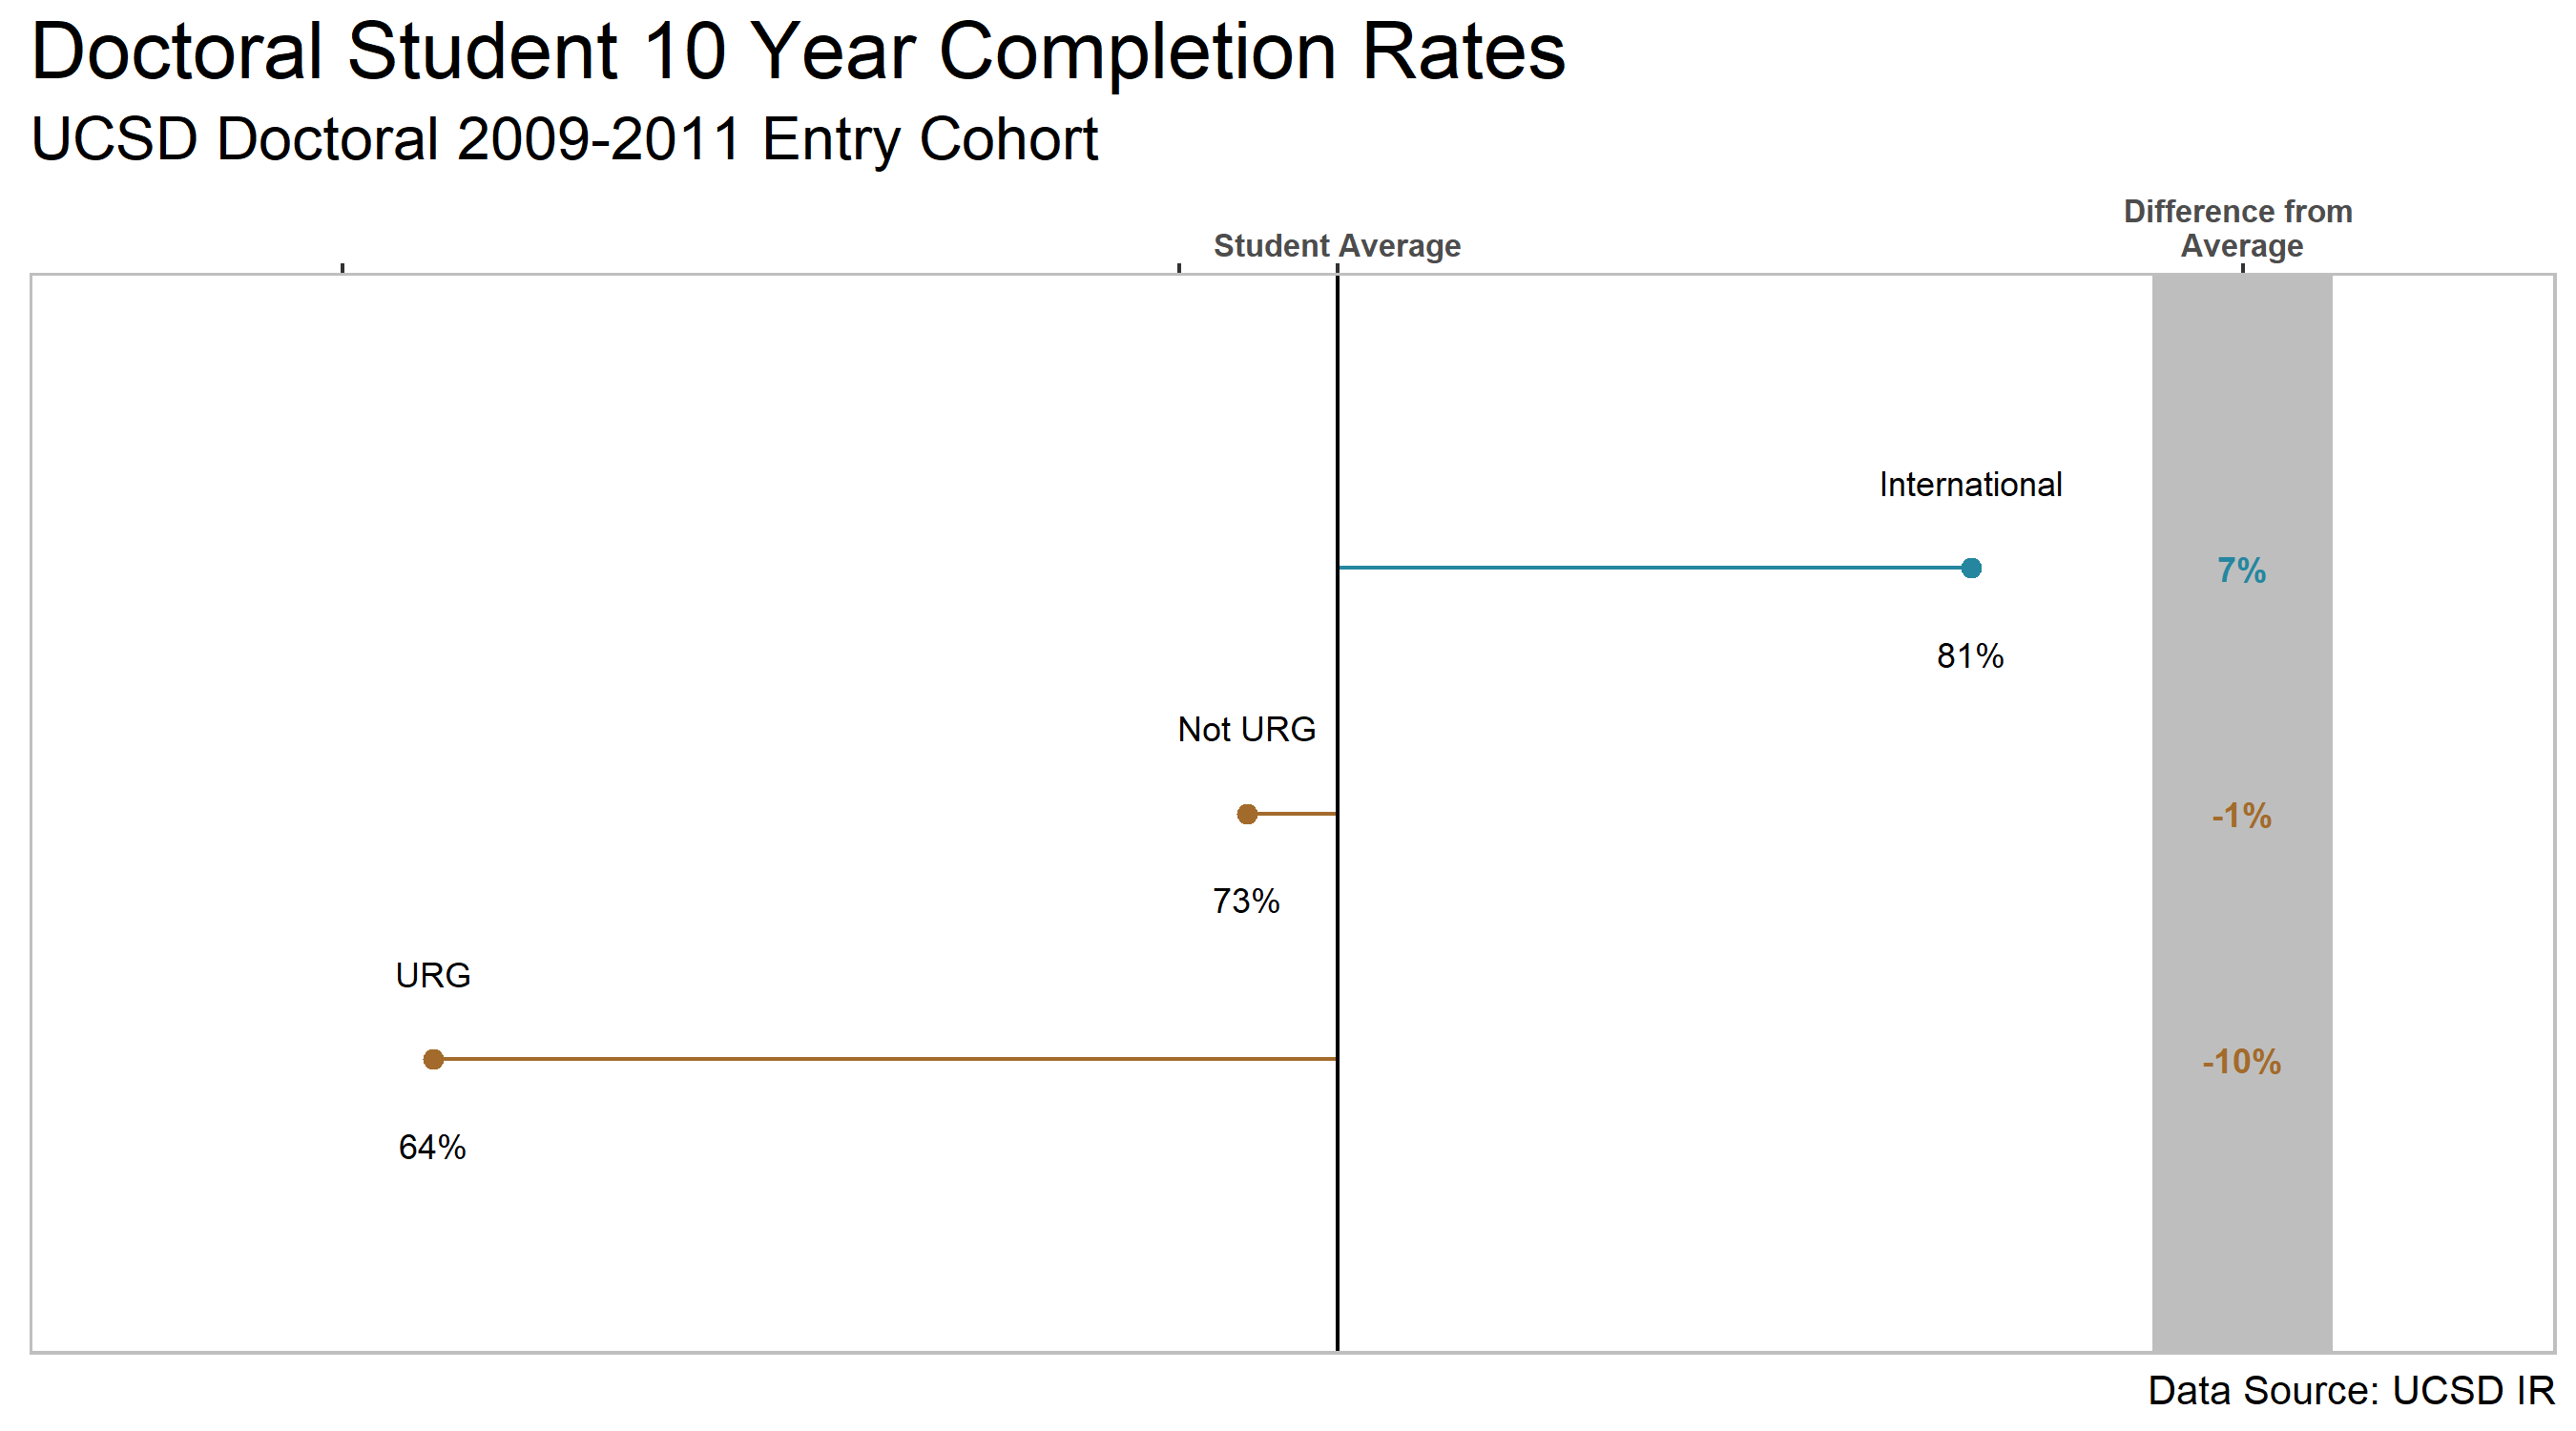 Doctoral Student 10 Year Completion Rates
UCSD Doctoral 2009-2011 Entry Cohort
Student Average
Difference from
Average
International
7%
81%
Not URG
-1%
73%
URG
-10%
64%
Data Source: UCSD IR